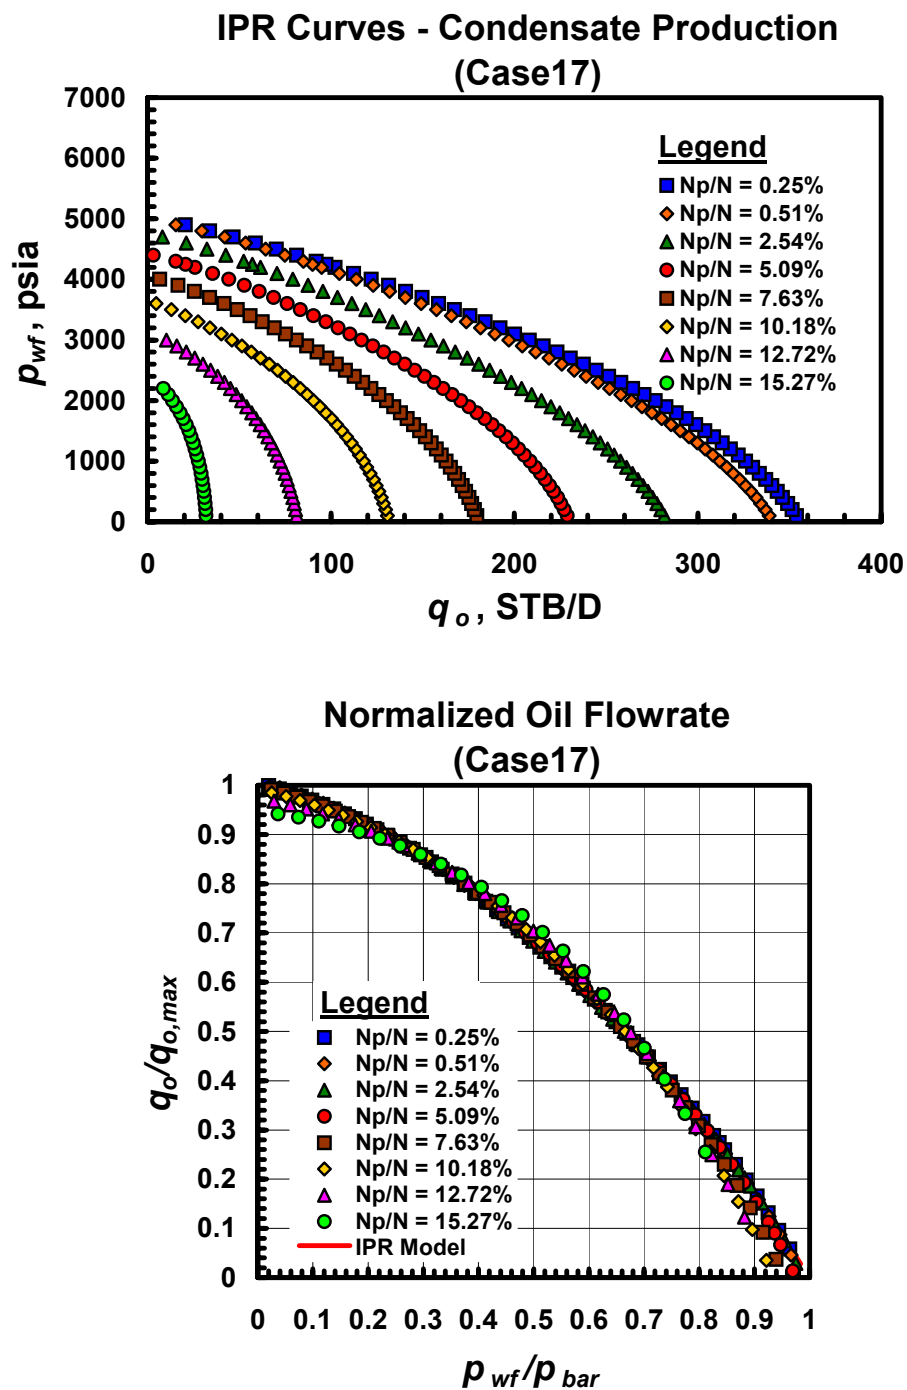 IPR Curves - Condensate Production
(Case17)
7000
6000
5000
4000
3000
2000
1000
0
p wf, psia
Legend
Np/N = 0.25%
Np/N = 0.51%
Np/N = 2.54%
Np/N = 5.09%
Np/N = 7.63%
Np/N = 10.18%
Np/N = 12.72%
Np/N = 15.27%
0 100 200 300 400
q o , STB/D
Normalized Oil Flowrate
(Case17)
1
0.9
0.8
0.7
0.6
0.5
0.4
0.3
0.2
0.1
0
q o/q o,max
Legend
Np/N = 0.25%
Np/N = 0.51%
Np/N = 2.54%
Np/N = 5.09%
Np/N = 7.63%
Np/N = 10.18%
Np/N = 12.72%
Np/N = 15.27%
IPR Model
0 0.1 0.2 0.3 0.4 0.5 0.6 0.7 0.8 0.9 1
p wf /p bar